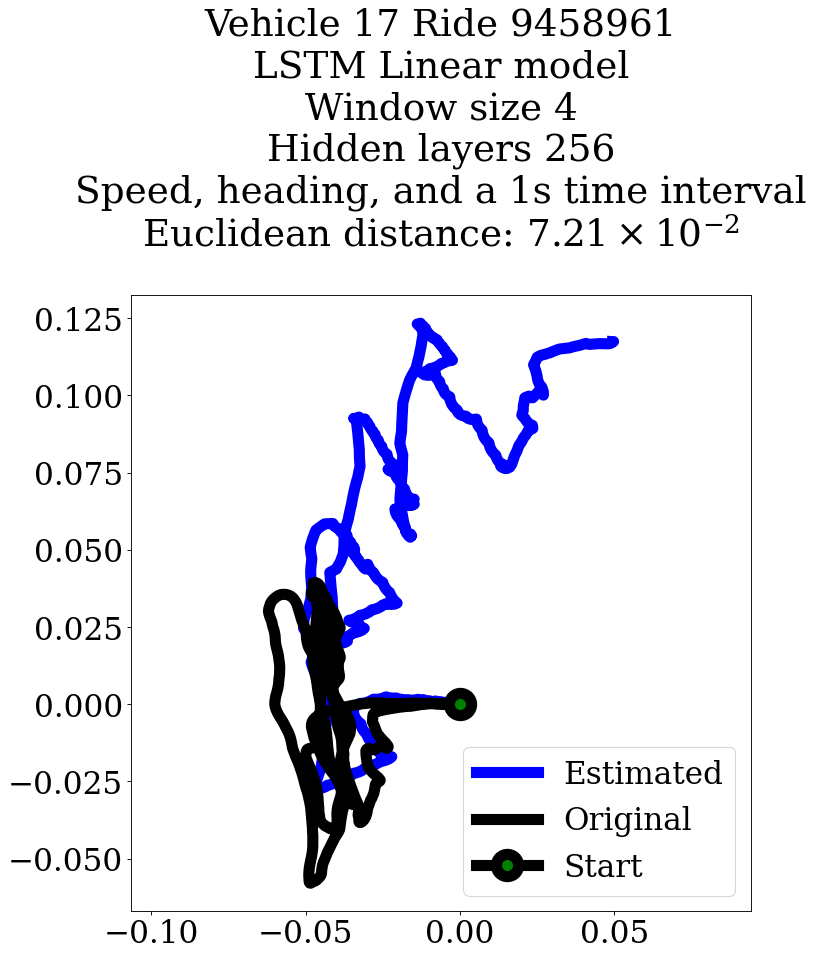 Vehicle 17 Ride 9458961
LSTM Linear model
Window size 4
Hidden layers 256
Speed, heading, and a 1s time interval
Euclidean distance: 7.21 × 10⁻²
0.125
0.100
0.075
0.050
0.025
0.000
−0.025
−0.050
Estimated
Original
Start
−0.10 −0.05 0.00 0.05